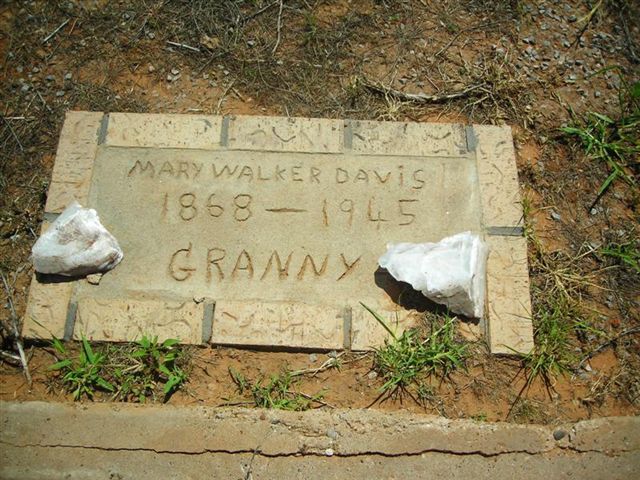 MARY WALKER DAVIS
1868 — 1945
GRANNY